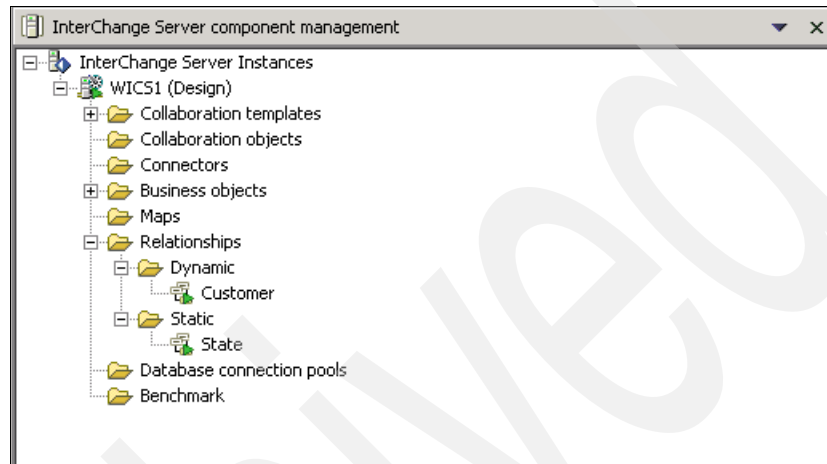 InterChange Server component management
InterChange Server Instances
WICS1 (Design)
Collaboration templates
Collaboration objects
Connectors
Business objects
Maps
Relationships
Dynamic
Customer
Static
State
Database connection pools
Benchmark